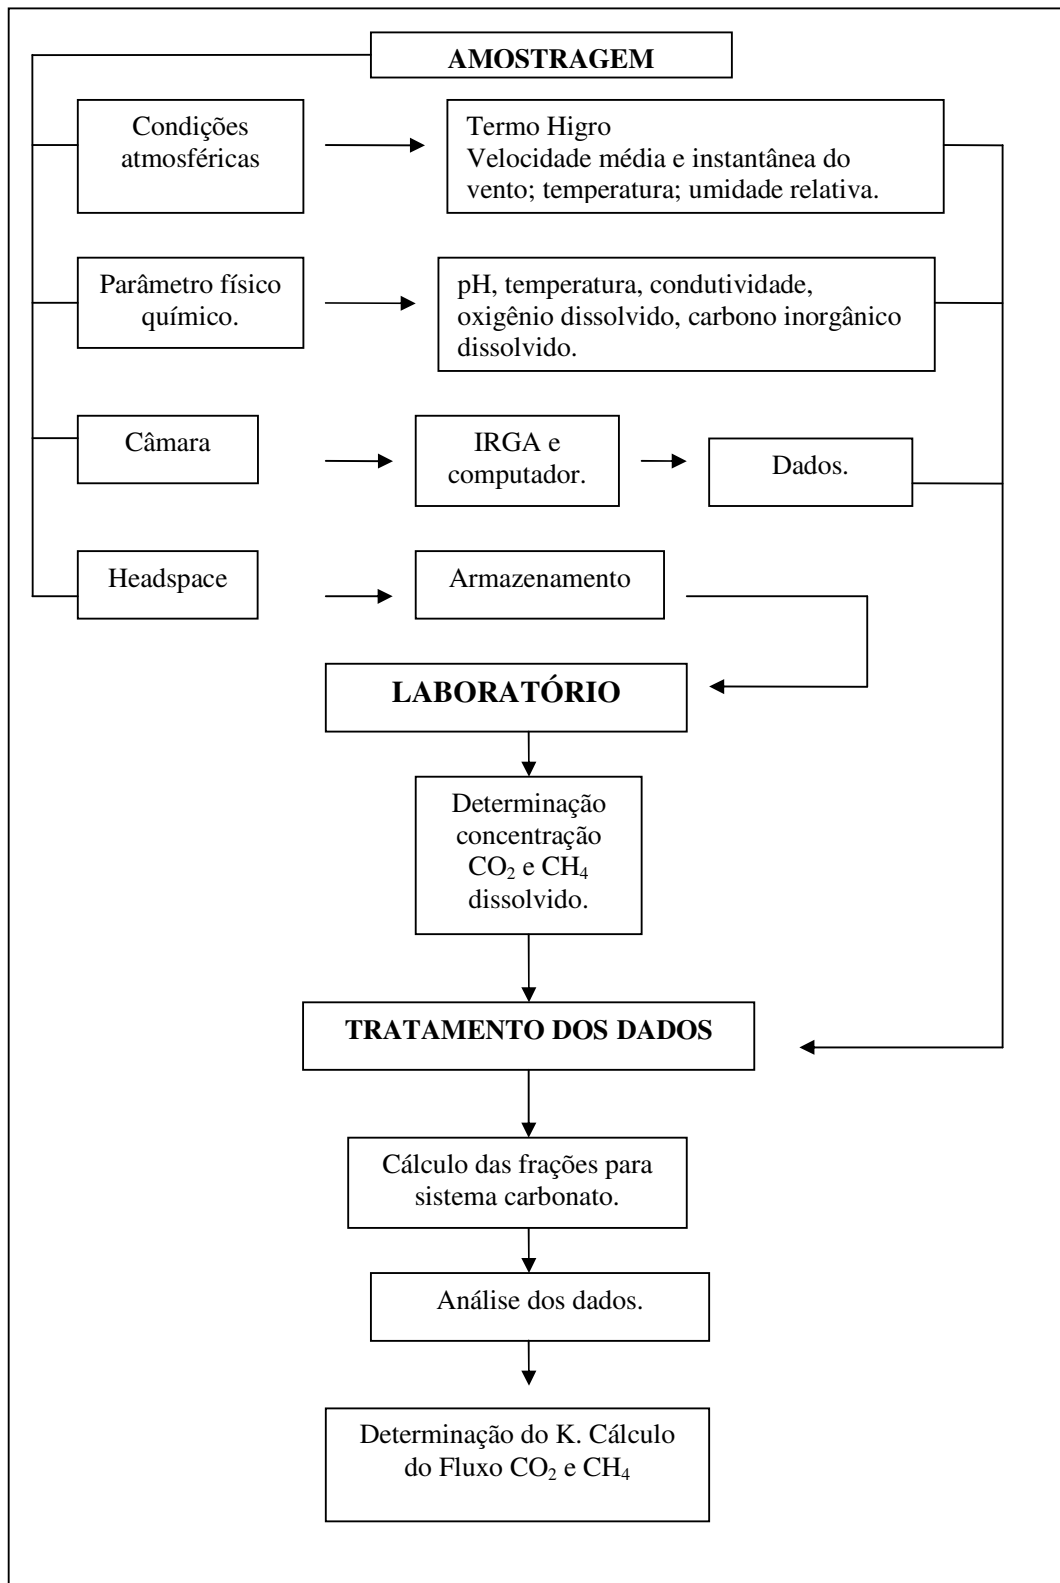 AMOSTRAGEM
Condições
atmosféricas
Termo Higro
Velocidade média e instantânea do
vento; temperatura; umidade relativa.
Parâmetro físico
químico.
pH, temperatura, condutividade,
oxigênio dissolvido, carbono inorgânico
dissolvido.
Câmara
IRGA e
computador.
Dados.
Headspace
Armazenamento
LABORATÓRIO
Determinação
concentração
CO₂ e CH₄
dissolvido.
TRATAMENTO DOS DADOS
Cálculo das frações para
sistema carbonato.
Análise dos dados.
Determinação do K. Cálculo
do Fluxo CO₂ e CH₄